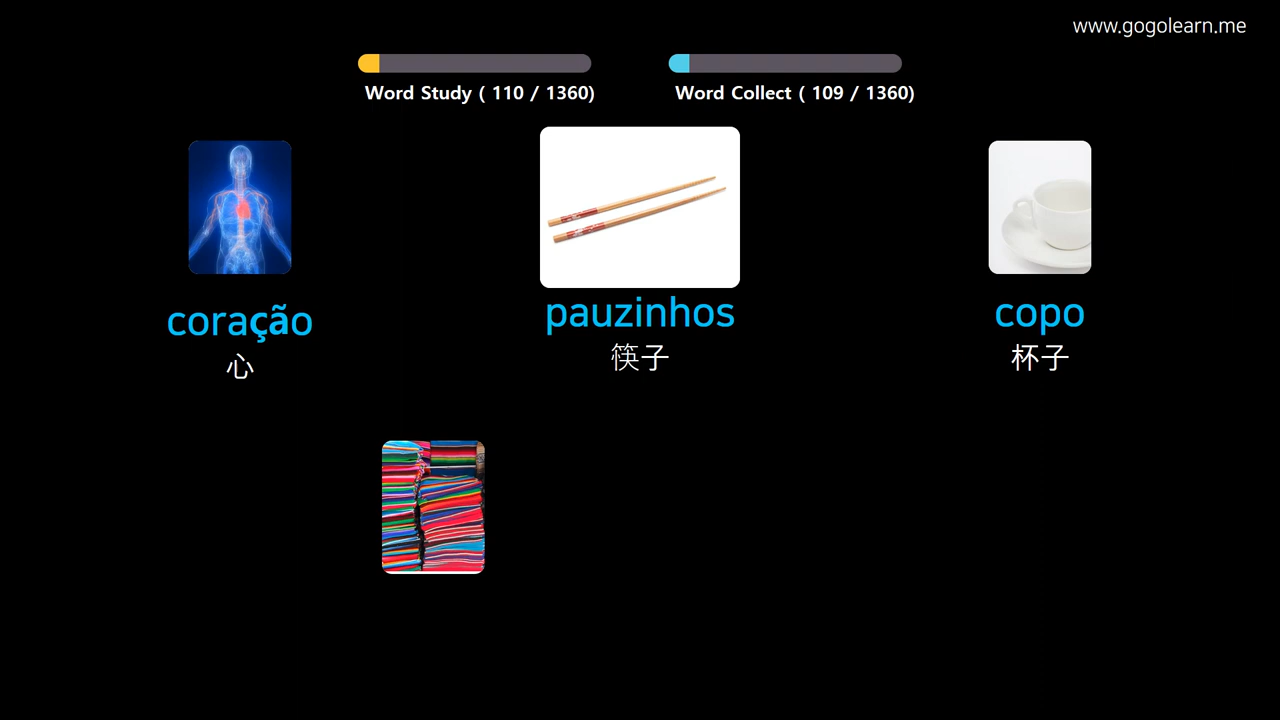 www.gogolearn.me
Word Study ( 110 / 1360)
Word Collect ( 109 / 1360)
coração
心
pauzinhos
筷子
copo
杯子